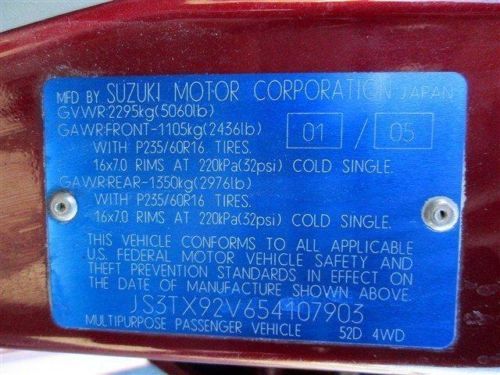 MFD BY SUZUKI MOTOR CORPORATION JAPAN
GVWR-2295kg(5060lb)
GAWR-FRONT-1105kg(2436lb) 01 / 05
WITH P235/60R16 TIRES.
16x7.0 RIMS AT 220kPa(32psi) COLD SINGLE.
GAWR-REAR-1350kg(2976lb)
WITH P235/60R16 TIRES.
16x7.0 RIMS AT 220kPa(32psi) COLD SINGLE.
THIS VEHICLE CONFORMS TO ALL APPLICABLE
U.S. FEDERAL MOTOR VEHICLE SAFETY AND
THEFT PREVENTION STANDARDS IN EFFECT ON
THE DATE OF MANUFACTURE SHOWN ABOVE.
JS3TX92V654107903
MULTIPURPOSE PASSENGER VEHICLE 52D 4WD